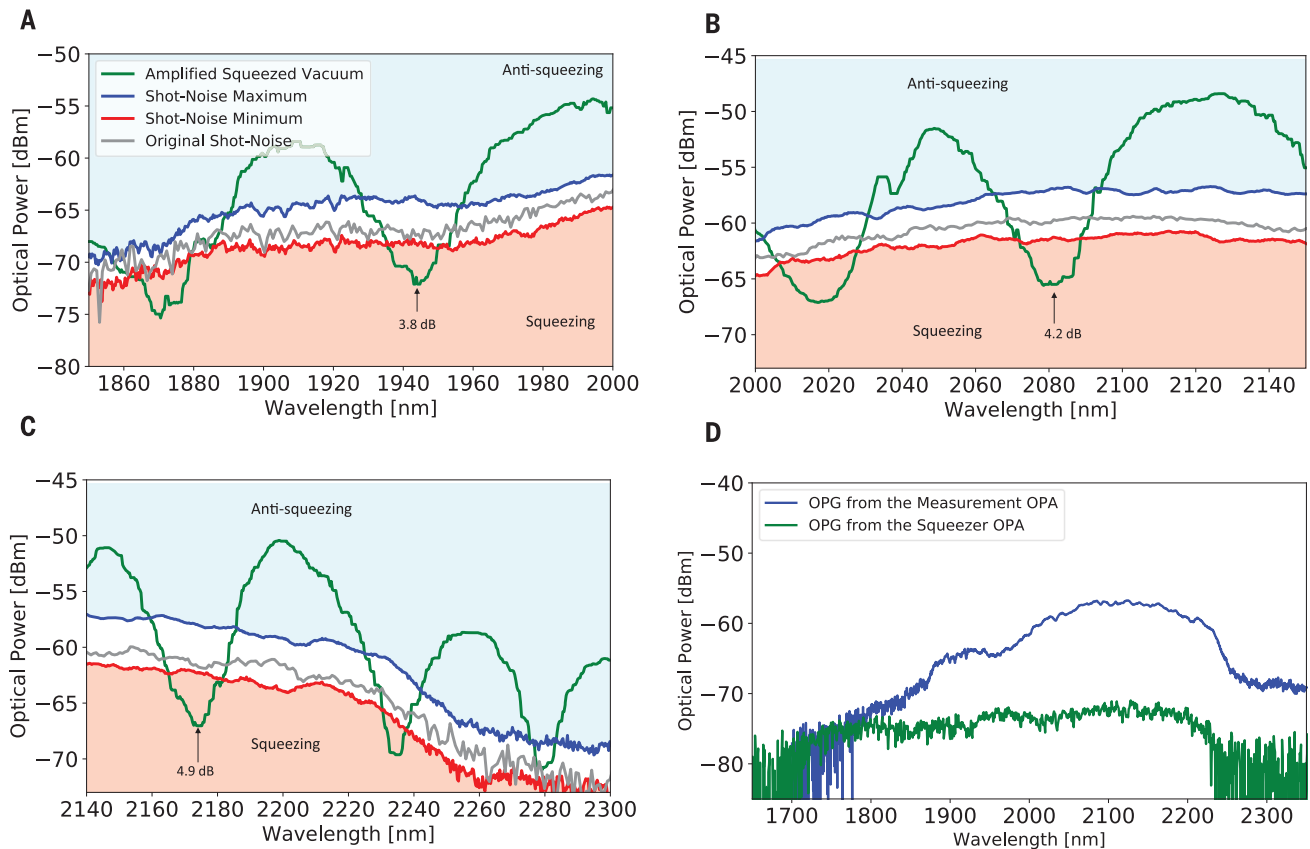 A
Optical Power [dBm]
−50
−55
−60
−65
−70
−75
−80
Amplified Squeezed Vacuum
Shot-Noise Maximum
Shot-Noise Minimum
Original Shot-Noise
Anti-squeezing
Squeezing
3.8 dB
1860 1880 1900 1920 1940 1960 1980 2000
Wavelength [nm]
B
Optical Power [dBm]
−45
−50
−55
−60
−65
−70
Anti-squeezing
Squeezing
4.2 dB
2000 2020 2040 2060 2080 2100 2120 2140
Wavelength [nm]
C
Optical Power [dBm]
−45
−50
−55
−60
−65
−70
Anti-squeezing
Squeezing
4.9 dB
2140 2160 2180 2200 2220 2240 2260 2280 2300
Wavelength [nm]
D
Optical Power [dBm]
−40
−50
−60
−70
−80
OPG from the Measurement OPA
OPG from the Squeezer OPA
1700 1800 1900 2000 2100 2200 2300
Wavelength [nm]